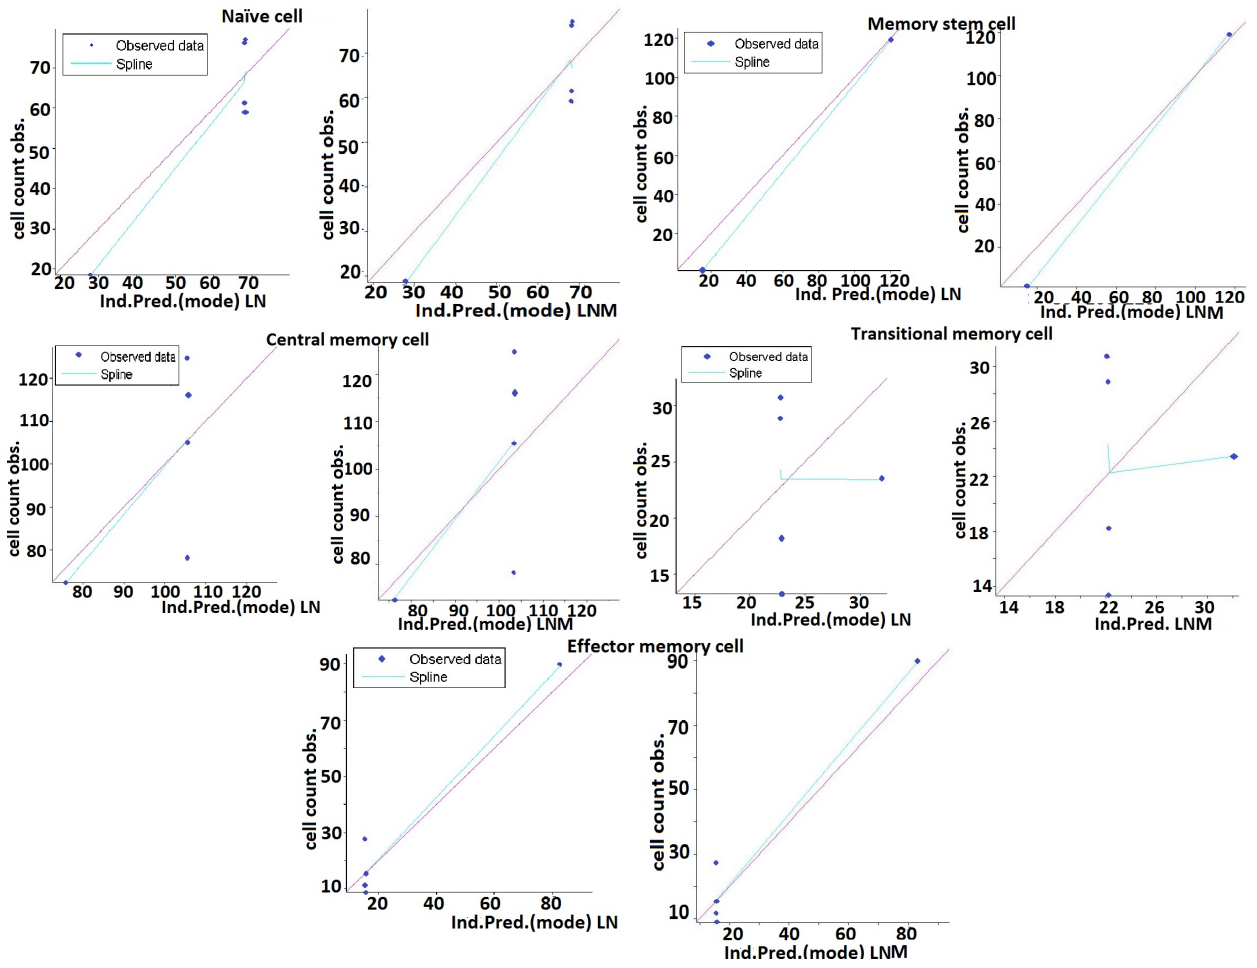 Naïve cell
Memory stem cell
Observed data
Spline
70
60
50
40
30
20
cell count obs.
20 30 40 50 60 70
Ind.Pred.(mode) LN
70
60
50
40
30
20
cell count obs.
20 30 40 50 60 70
Ind.Pred.(mode) LNM
Observed data
Spline
120
100
80
60
40
20
cell count obs.
20 40 60 80 100 120
Ind. Pred.(mode) LN
120
100
80
60
40
20
cell count obs.
20 40 60 80 100 120
Ind. Pred.(mode) LNM
Central memory cell
Transitional memory cell
Observed data
Spline
120
110
100
90
80
cell count obs.
80 90 100 110 120
Ind.Pred.(mode) LN
120
110
100
90
80
cell count obs.
80 90 100 110 120
Ind.Pred.(mode) LNM
Observed data
Spline
30
25
20
15
cell count obs.
15 20 25 30
Ind.Pred.(mode) LN
30
26
22
18
14
cell count obs.
14 18 22 26 30
Ind.Pred. LNM
Effector memory cell
Observed data
Spline
90
70
50
30
10
cell count obs.
20 40 60 80
Ind.Pred.(mode) LN
90
70
50
30
10
cell count obs.
20 40 60 80
Ind.Pred.(mode) LNM